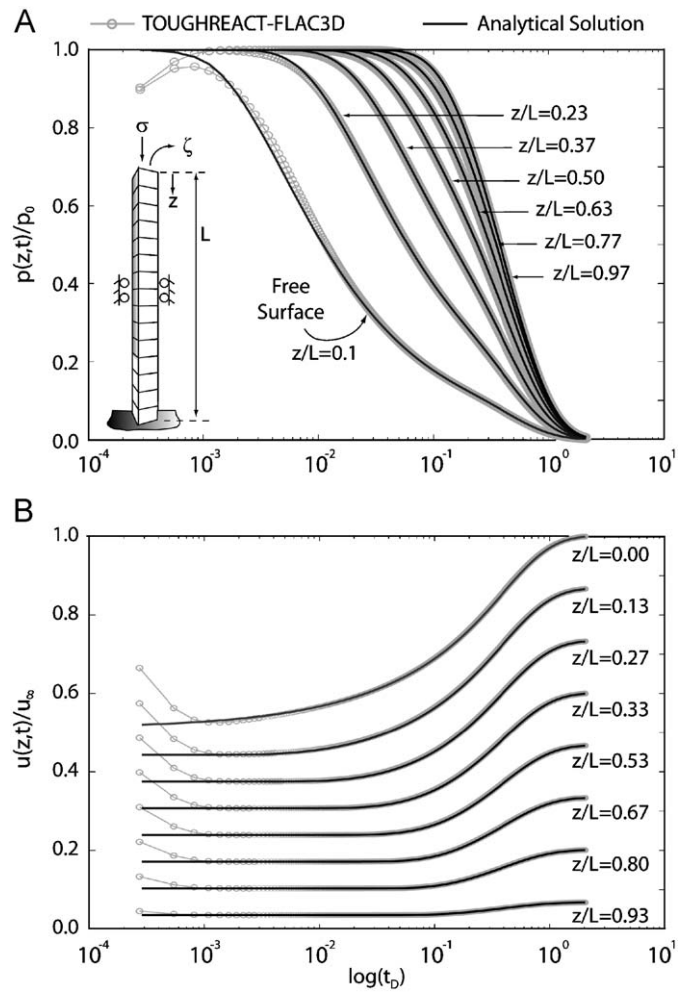 A
TOUGHREACT-FLAC3D
Analytical Solution
p(z,t)/p₀
1.0
0.8
0.6
0.4
0.2
0.0
σ
ζ
z
L
z/L=0.23
z/L=0.37
z/L=0.50
z/L=0.63
z/L=0.77
z/L=0.97
Free
Surface
z/L=0.1
10⁻⁴ 10⁻³ 10⁻² 10⁻¹ 10⁰ 10¹
B
u(z,t)/u∞
1.0
0.8
0.6
0.4
0.2
0.0
z/L=0.00
z/L=0.13
z/L=0.27
z/L=0.33
z/L=0.53
z/L=0.67
z/L=0.80
z/L=0.93
10⁻⁴ 10⁻³ 10⁻² 10⁻¹ 10⁰ 10¹
log(t_D)